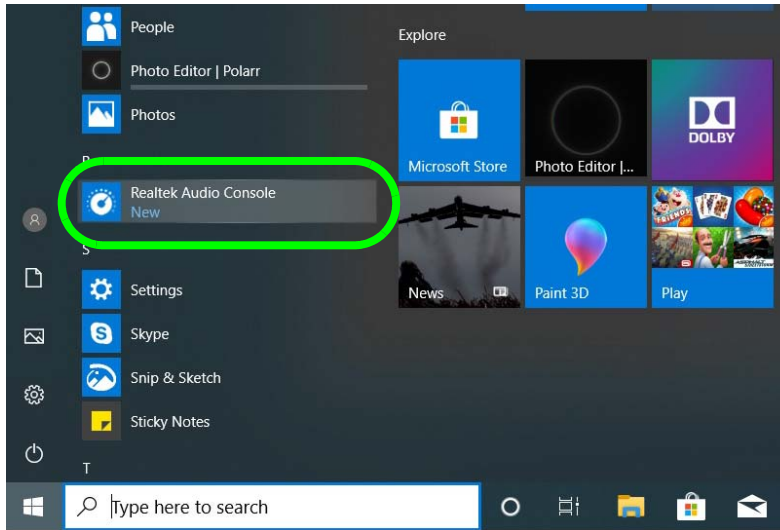 People
Photo Editor | Polarr
Photos
Realtek Audio Console
New
S
Settings
Skype
Snip & Sketch
Sticky Notes
T
Explore
Microsoft Store
Photo Editor |...
DOLBY
News
Paint 3D
FRIENDS
Play
Type here to search